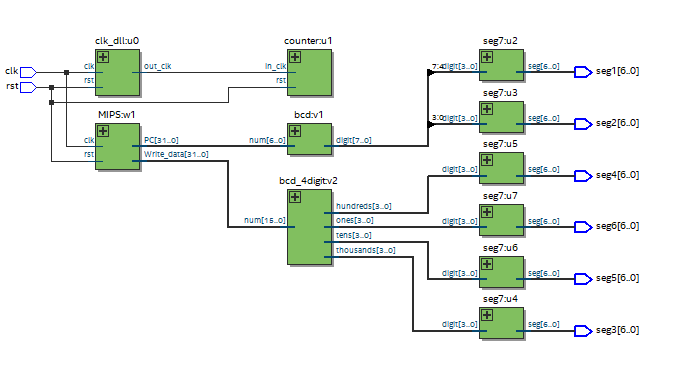 clk_dll:u0
clk
rst
out_clk
counter:u1
in_clk
rst
seg7:u2
7:4
digit[3..0]
seg[6..0]
seg1[6..0]
clk
rst
seg7:u3
3:0
digit[3..0]
seg[6..0]
seg2[6..0]
MIPS:w1
clk
rst
PC[31..0]
Write_data[31..0]
bcd:v1
num[6..0]
digit[7..0]
seg7:u5
digit[3..0]
seg[6..0]
seg4[6..0]
bcd_4digit:v2
num[15..0]
hundreds[3..0]
ones[3..0]
tens[3..0]
thousands[3..0]
seg7:u7
digit[3..0]
seg[6..0]
seg6[6..0]
seg7:u6
digit[3..0]
seg[6..0]
seg5[6..0]
seg7:u4
digit[3..0]
seg[6..0]
seg3[6..0]